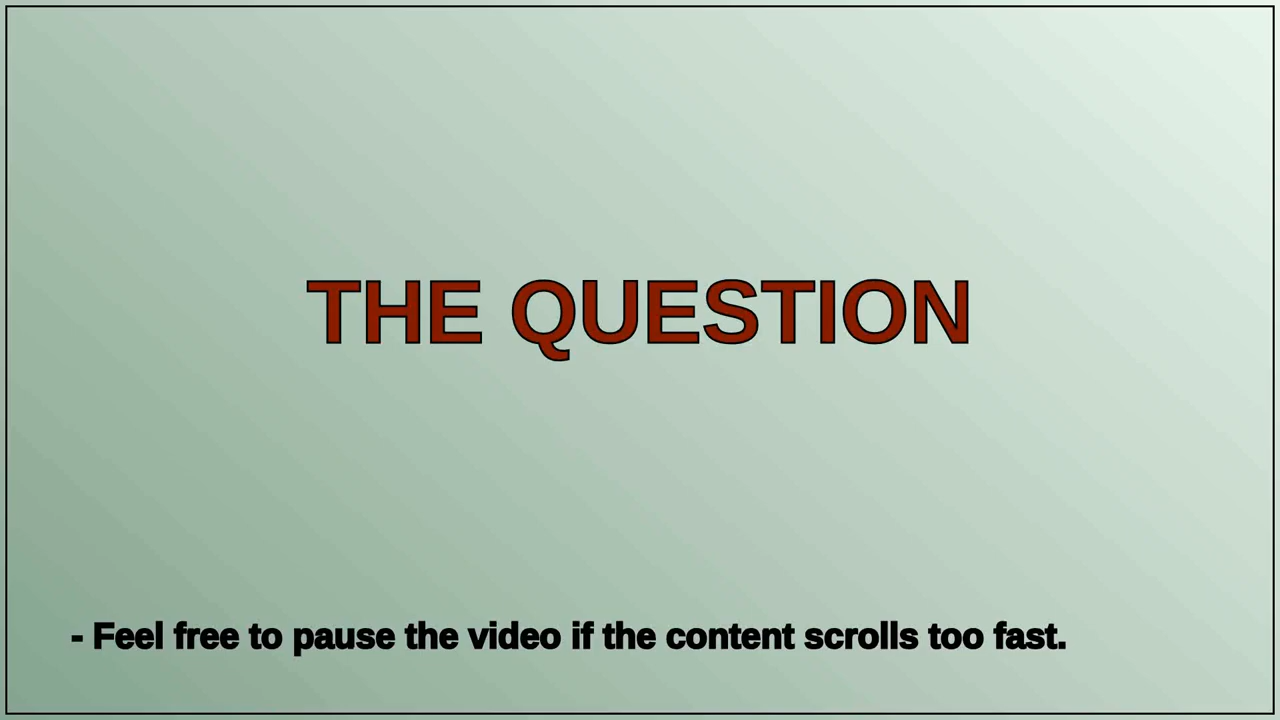 THE QUESTION
- Feel free to pause the video if the content scrolls too fast.